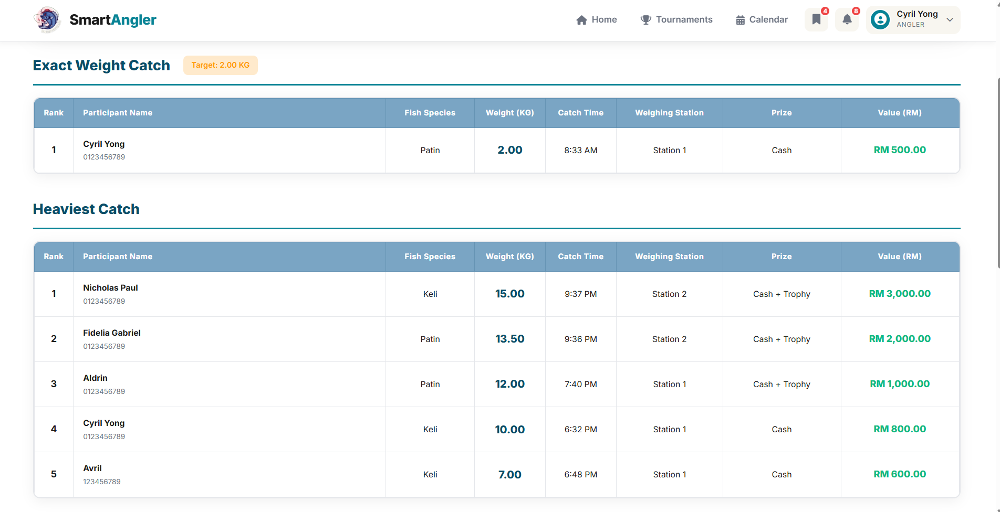 SmartAngler
Home
Tournaments
Calendar
4
8
Cyril Yong
ANGLER
Exact Weight Catch
Target: 2.00 KG
Rank Participant Name Fish Species Weight (KG) Catch Time Weighing Station Prize Value (RM)
1 Cyril Yong Patin 2.00 8:33 AM Station 1 Cash RM 500.00
0123456789
Heaviest Catch
Rank Participant Name Fish Species Weight (KG) Catch Time Weighing Station Prize Value (RM)
1 Nicholas Paul Keli 15.00 9:37 PM Station 2 Cash + Trophy RM 3,000.00
0123456789
2 Fidelia Gabriel Patin 13.50 9:36 PM Station 2 Cash + Trophy RM 2,000.00
0123456789
3 Aldrin Patin 12.00 7:40 PM Station 1 Cash + Trophy RM 1,000.00
0123456789
4 Cyril Yong Keli 10.00 6:32 PM Station 1 Cash RM 800.00
0123456789
5 Avril Keli 7.00 6:48 PM Station 1 Cash RM 600.00
123456789